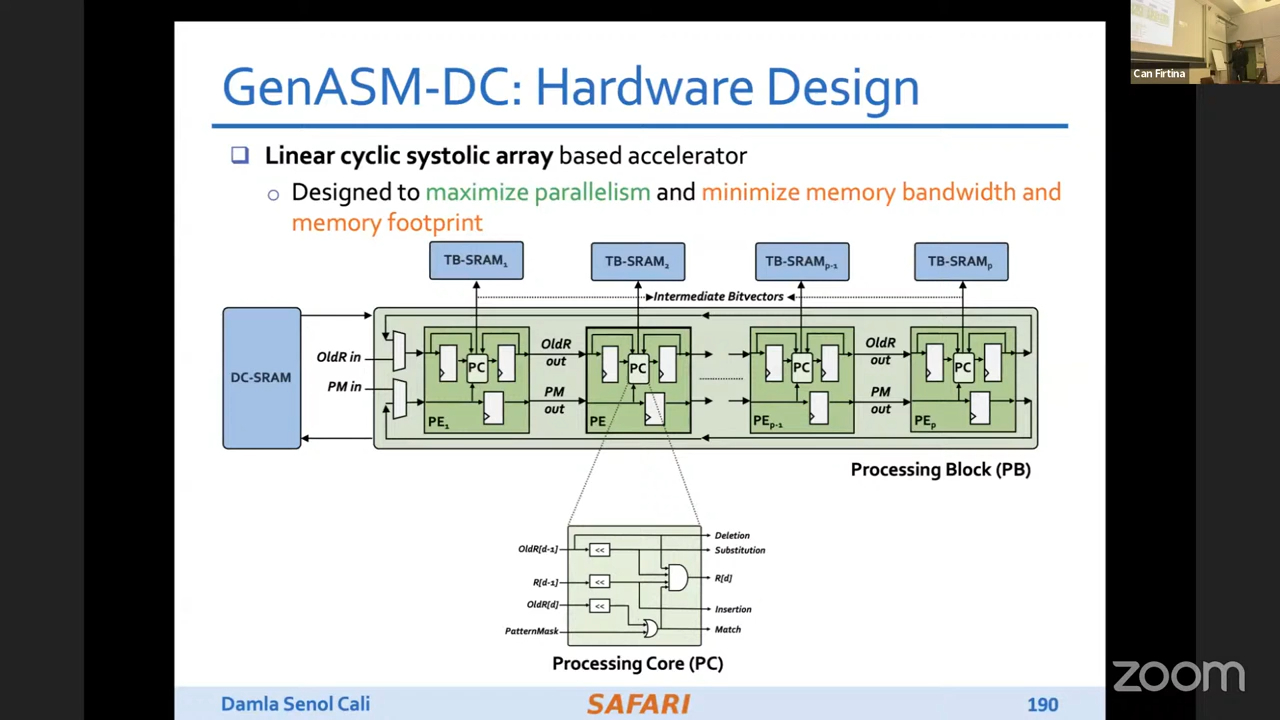 Can Firtina
GenASM-DC: Hardware Design
Linear cyclic systolic array based accelerator
Designed to maximize parallelism and minimize memory bandwidth and
memory footprint
TB-SRAM1 TB-SRAM2 TB-SRAMp-1 TB-SRAMp
Intermediate Bitvectors
DC-SRAM
OldR in
PM in
PC PC PC PC
OldR
out
OldR
out
PM
out
PM
out
PE1 PE PEp-1 PEp
Processing Block (PB)
OldR[d-1] << Deletion
Substitution
R[d-1] << R[d]
OldR[d] << Insertion
PatternMask Match
Processing Core (PC)
Damla Senol Cali SAFARI 190
zoom